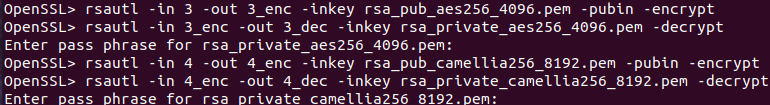 OpenSSL> rsautl -in 3 -out 3_enc -inkey rsa_pub_aes256_4096.pem -pubin -encrypt
OpenSSL> rsautl -in 3_enc -out 3_dec -inkey rsa_private_aes256_4096.pem -decrypt
Enter pass phrase for rsa_private_aes256_4096.pem:
OpenSSL> rsautl -in 4 -out 4_enc -inkey rsa_pub_camellia256_8192.pem -pubin -encrypt
OpenSSL> rsautl -in 4_enc -out 4_dec -inkey rsa_private_camellia256_8192.pem -decrypt
Enter pass phrase for rsa_private_camellia256_8192.pem: